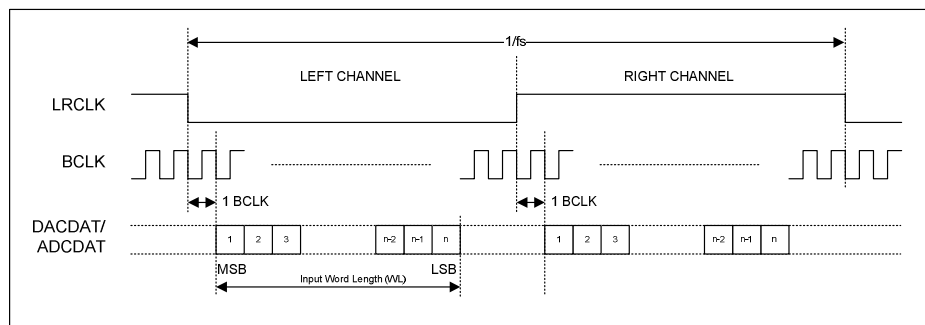 1/fs
LEFT CHANNEL RIGHT CHANNEL
LRCLK
BCLK
1 BCLK 1 BCLK
DACDAT/
ADCDAT
1 2 3 n-2 n-1 n 1 2 3 n-2 n-1 n
MSB LSB
Input Word Length (WL)